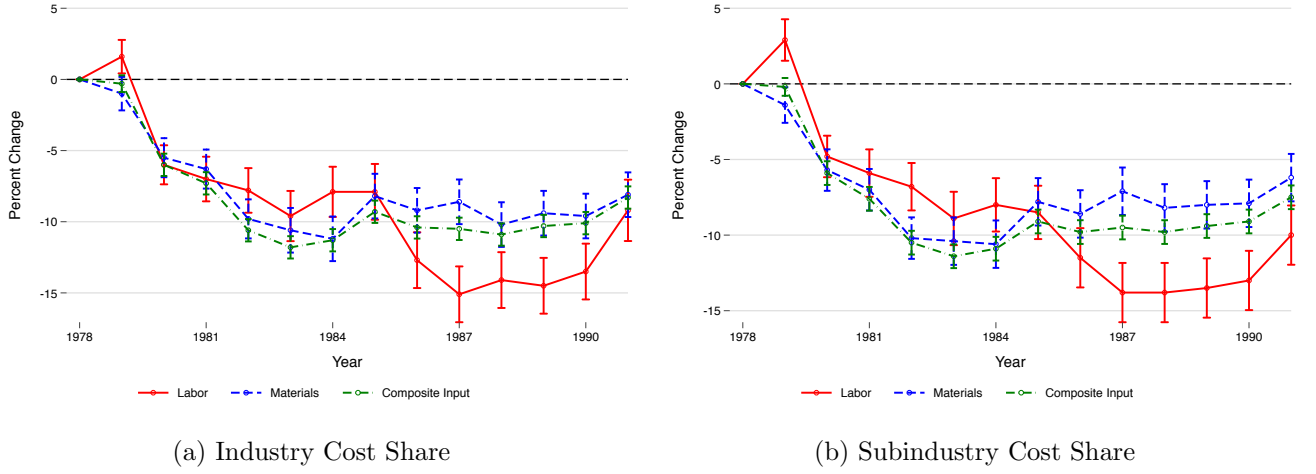 5
0
-5
-10
-15
Percent Change
1978
1981
1984
1987
1990
Year
Labor
Materials
Composite Input
(a) Industry Cost Share
5
0
-5
-10
-15
Percent Change
1978
1981
1984
1987
1990
Year
Labor
Materials
Composite Input
(b) Subindustry Cost Share